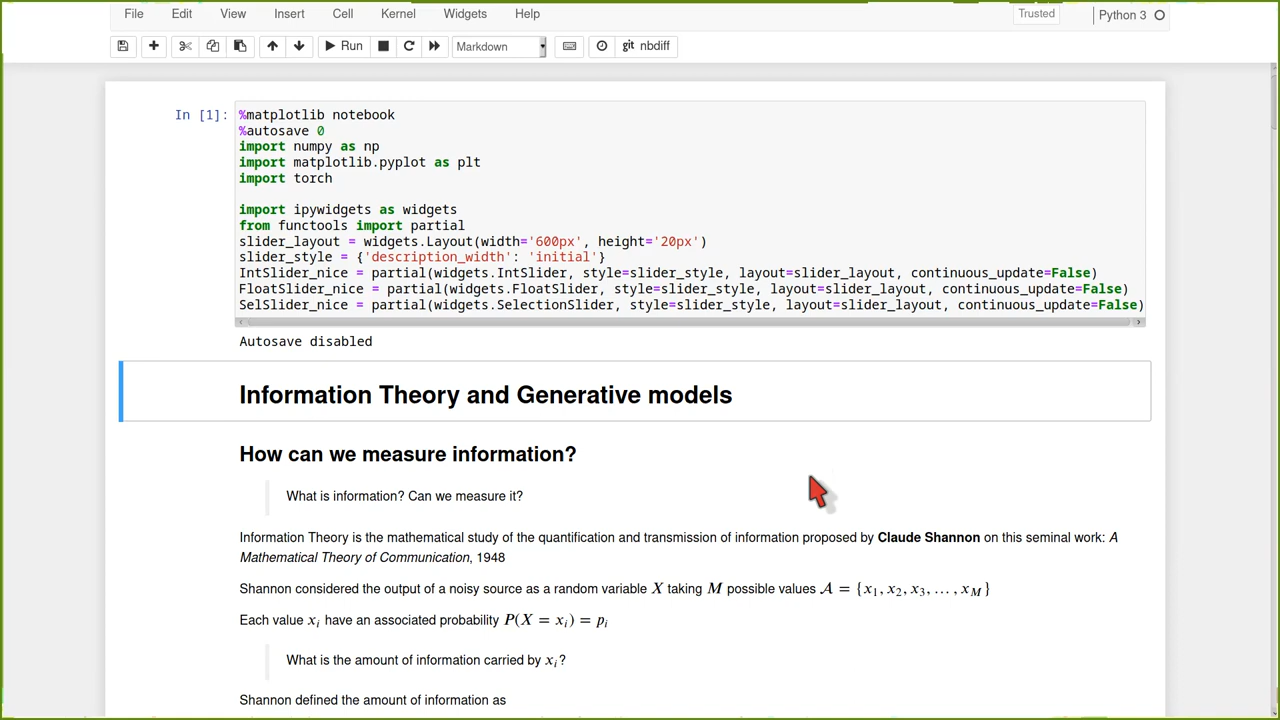 File Edit View Insert Cell Kernel Widgets Help Trusted Python 3
Run Markdown git nbdiff
In [1]: %matplotlib notebook
%autosave 0
import numpy as np
import matplotlib.pyplot as plt
import torch
import ipywidgets as widgets
from functools import partial
slider_layout = widgets.Layout(width='600px', height='20px')
slider_style = {'description_width': 'initial'}
IntSlider_nice = partial(widgets.IntSlider, style=slider_style, layout=slider_layout, continuous_update=False)
FloatSlider_nice = partial(widgets.FloatSlider, style=slider_style, layout=slider_layout, continuous_update=False)
SelSlider_nice = partial(widgets.SelectionSlider, style=slider_style, layout=slider_layout, continuous_update=False)
Autosave disabled
Information Theory and Generative models
How can we measure information?
What is information? Can we measure it?
Information Theory is the mathematical study of the quantification and transmission of information proposed by Claude Shannon on this seminal work: A
Mathematical Theory of Communication, 1948
Shannon considered the output of a noisy source as a random variable X taking M possible values 𝒜 = {x₁, x₂, x₃, …, x_M}
Each value xᵢ have an associated probability P(X = xᵢ) = pᵢ
What is the amount of information carried by xᵢ?
Shannon defined the amount of information as